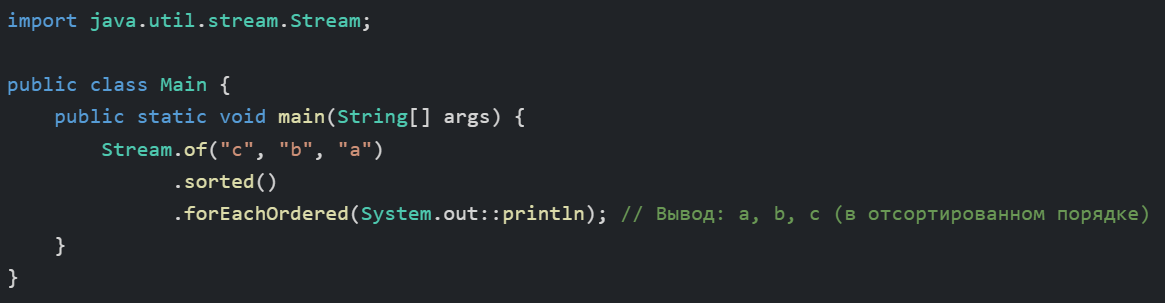 import java.util.stream.Stream;
public class Main {
    public static void main(String[] args) {
        Stream.of("c", "b", "a")
              .sorted()
              .forEachOrdered(System.out::println); // Вывод: a, b, c (в отсортированном порядке)
    }
}